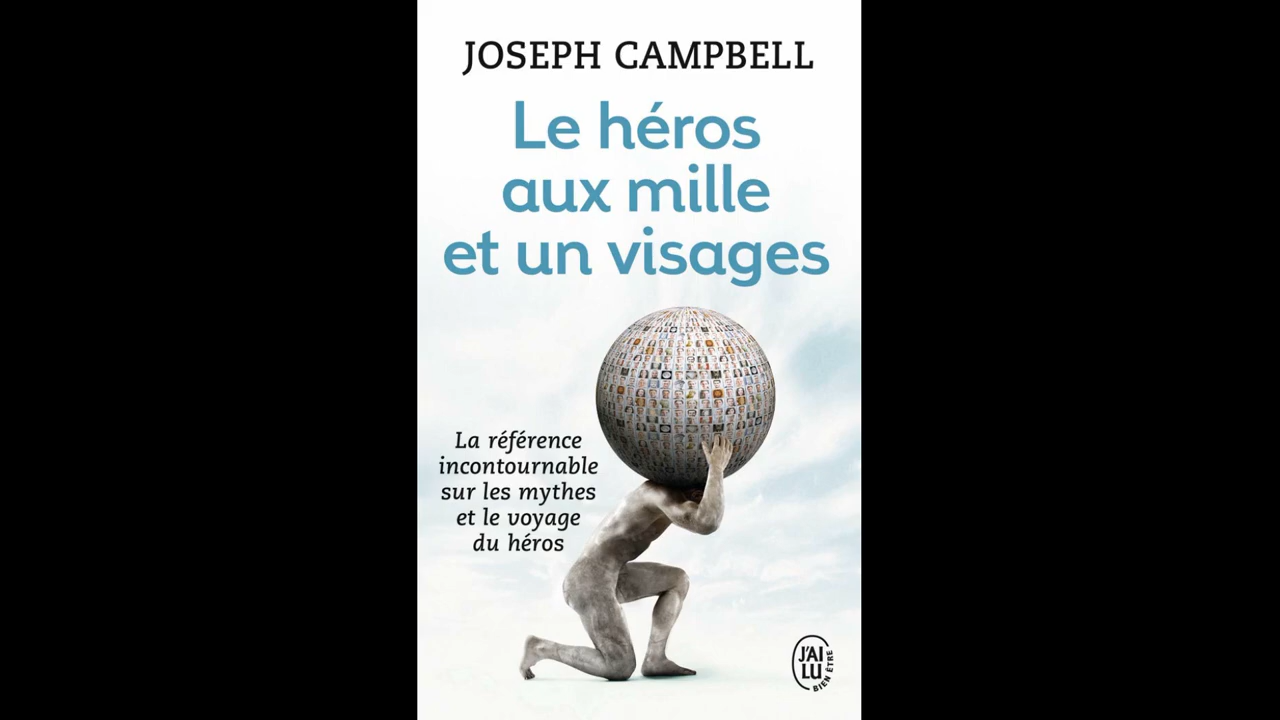 JOSEPH CAMPBELL
Le héros
aux mille
et un visages
La référence
incontournable
sur les mythes
et le voyage
du héros
J'AI
LU
BIEN ÊTRE